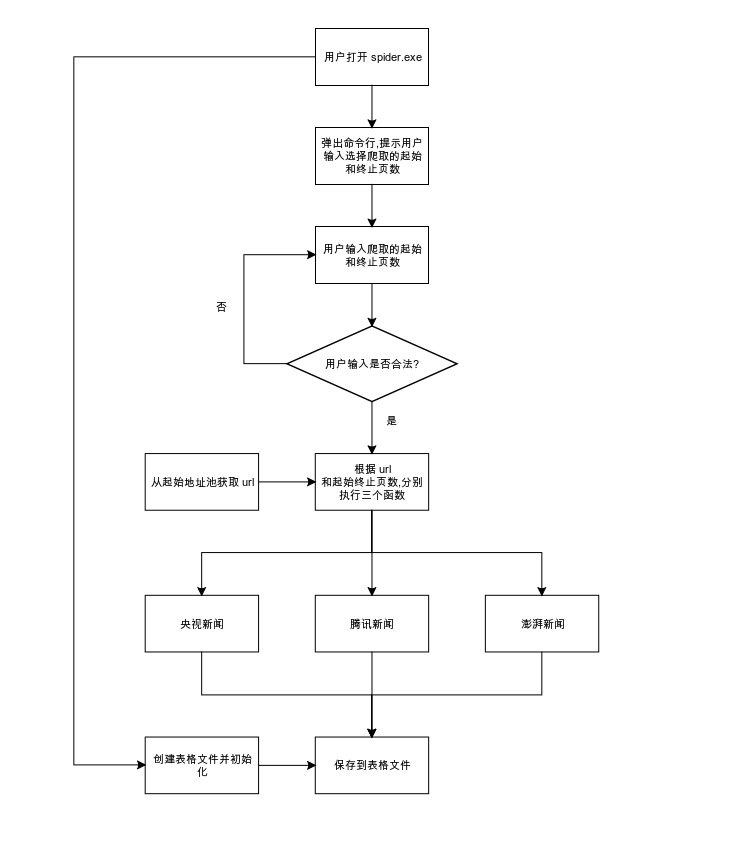 用户打开 spider.exe
弹出命令行,提示用户
输入选择爬取的起始
和终止页数
用户输入爬取的起始
和终止页数
否
用户输入是否合法?
是
从起始地址池获取 url
根据 url
和起始终止页数,分别
执行三个函数
央视新闻
腾讯新闻
澎湃新闻
创建表格文件并初始
化
保存到表格文件